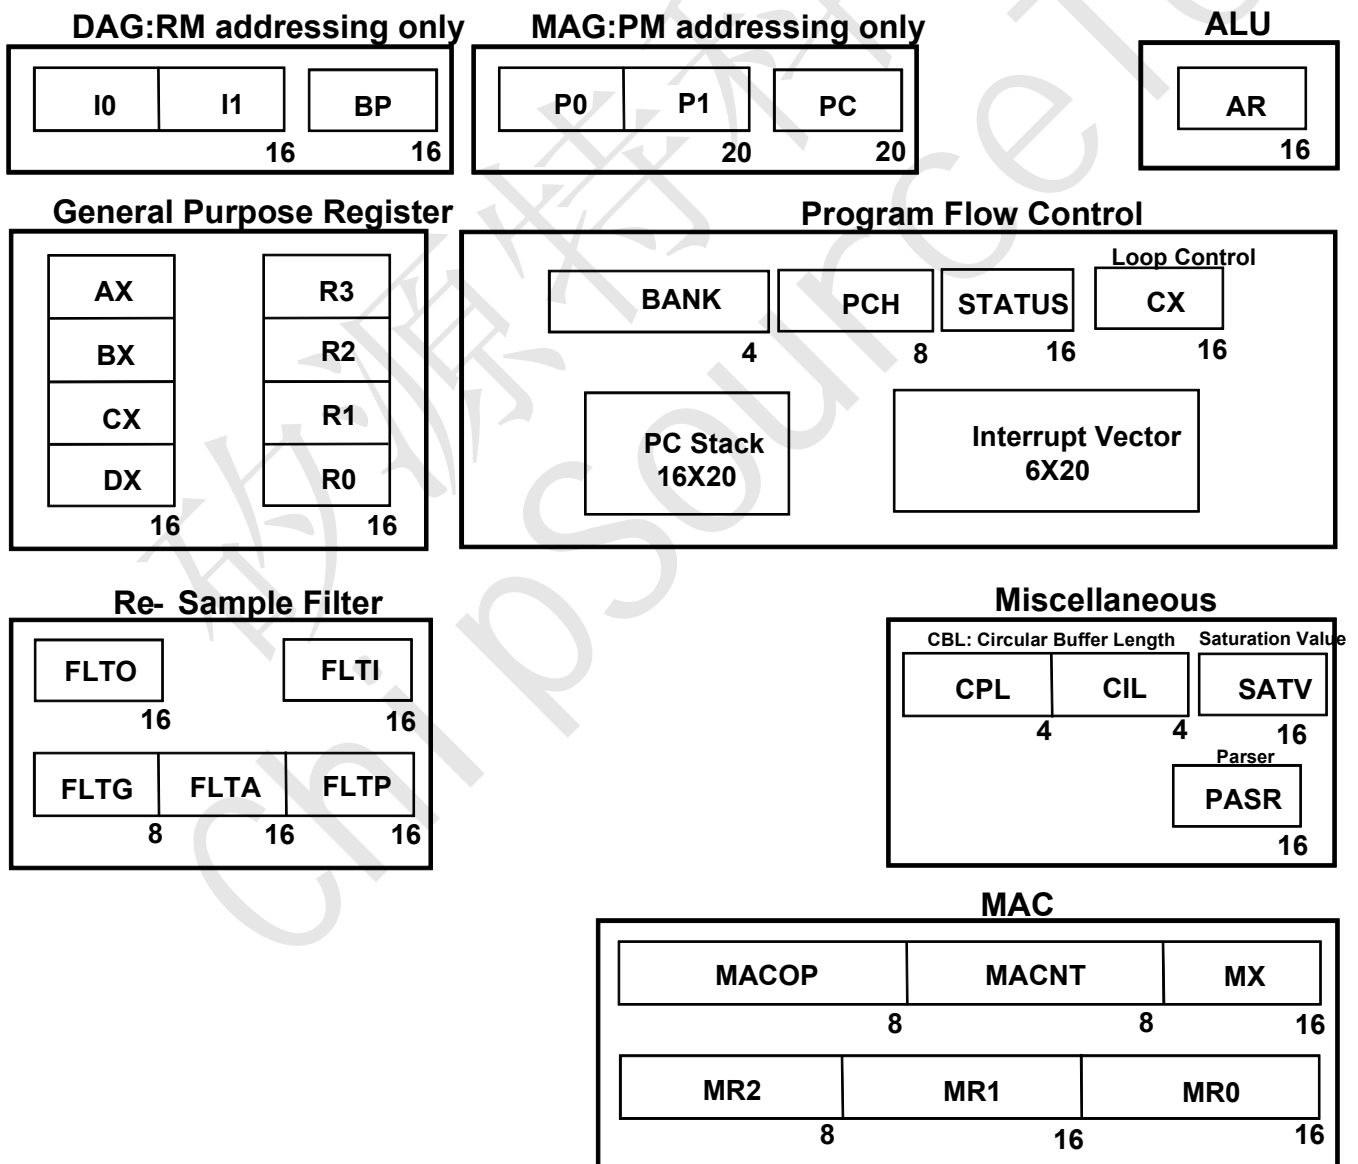 DAG:RM addressing only
MAG:PM addressing only
ALU
I0 I1 BP
16 16
P0 P1 PC
20 20
AR
16
General Purpose Register
Program Flow Control
AX
BX
CX
DX
16
R3
R2
R1
R0
16
Loop Control
BANK PCH STATUS CX
4 8 16 16
PC Stack
16X20
Interrupt Vector
6X20
Re- Sample Filter
FLTO FLTI
16 16
FLTG FLTA FLTP
8 16 16
Miscellaneous
CBL: Circular Buffer Length Saturation Value
CPL CIL SATV
4 4 16
Parser
PASR
16
MAC
MACOP MACNT MX
8 8 16
MR2 MR1 MR0
8 16 16
矽源特科
ChipSourceTe